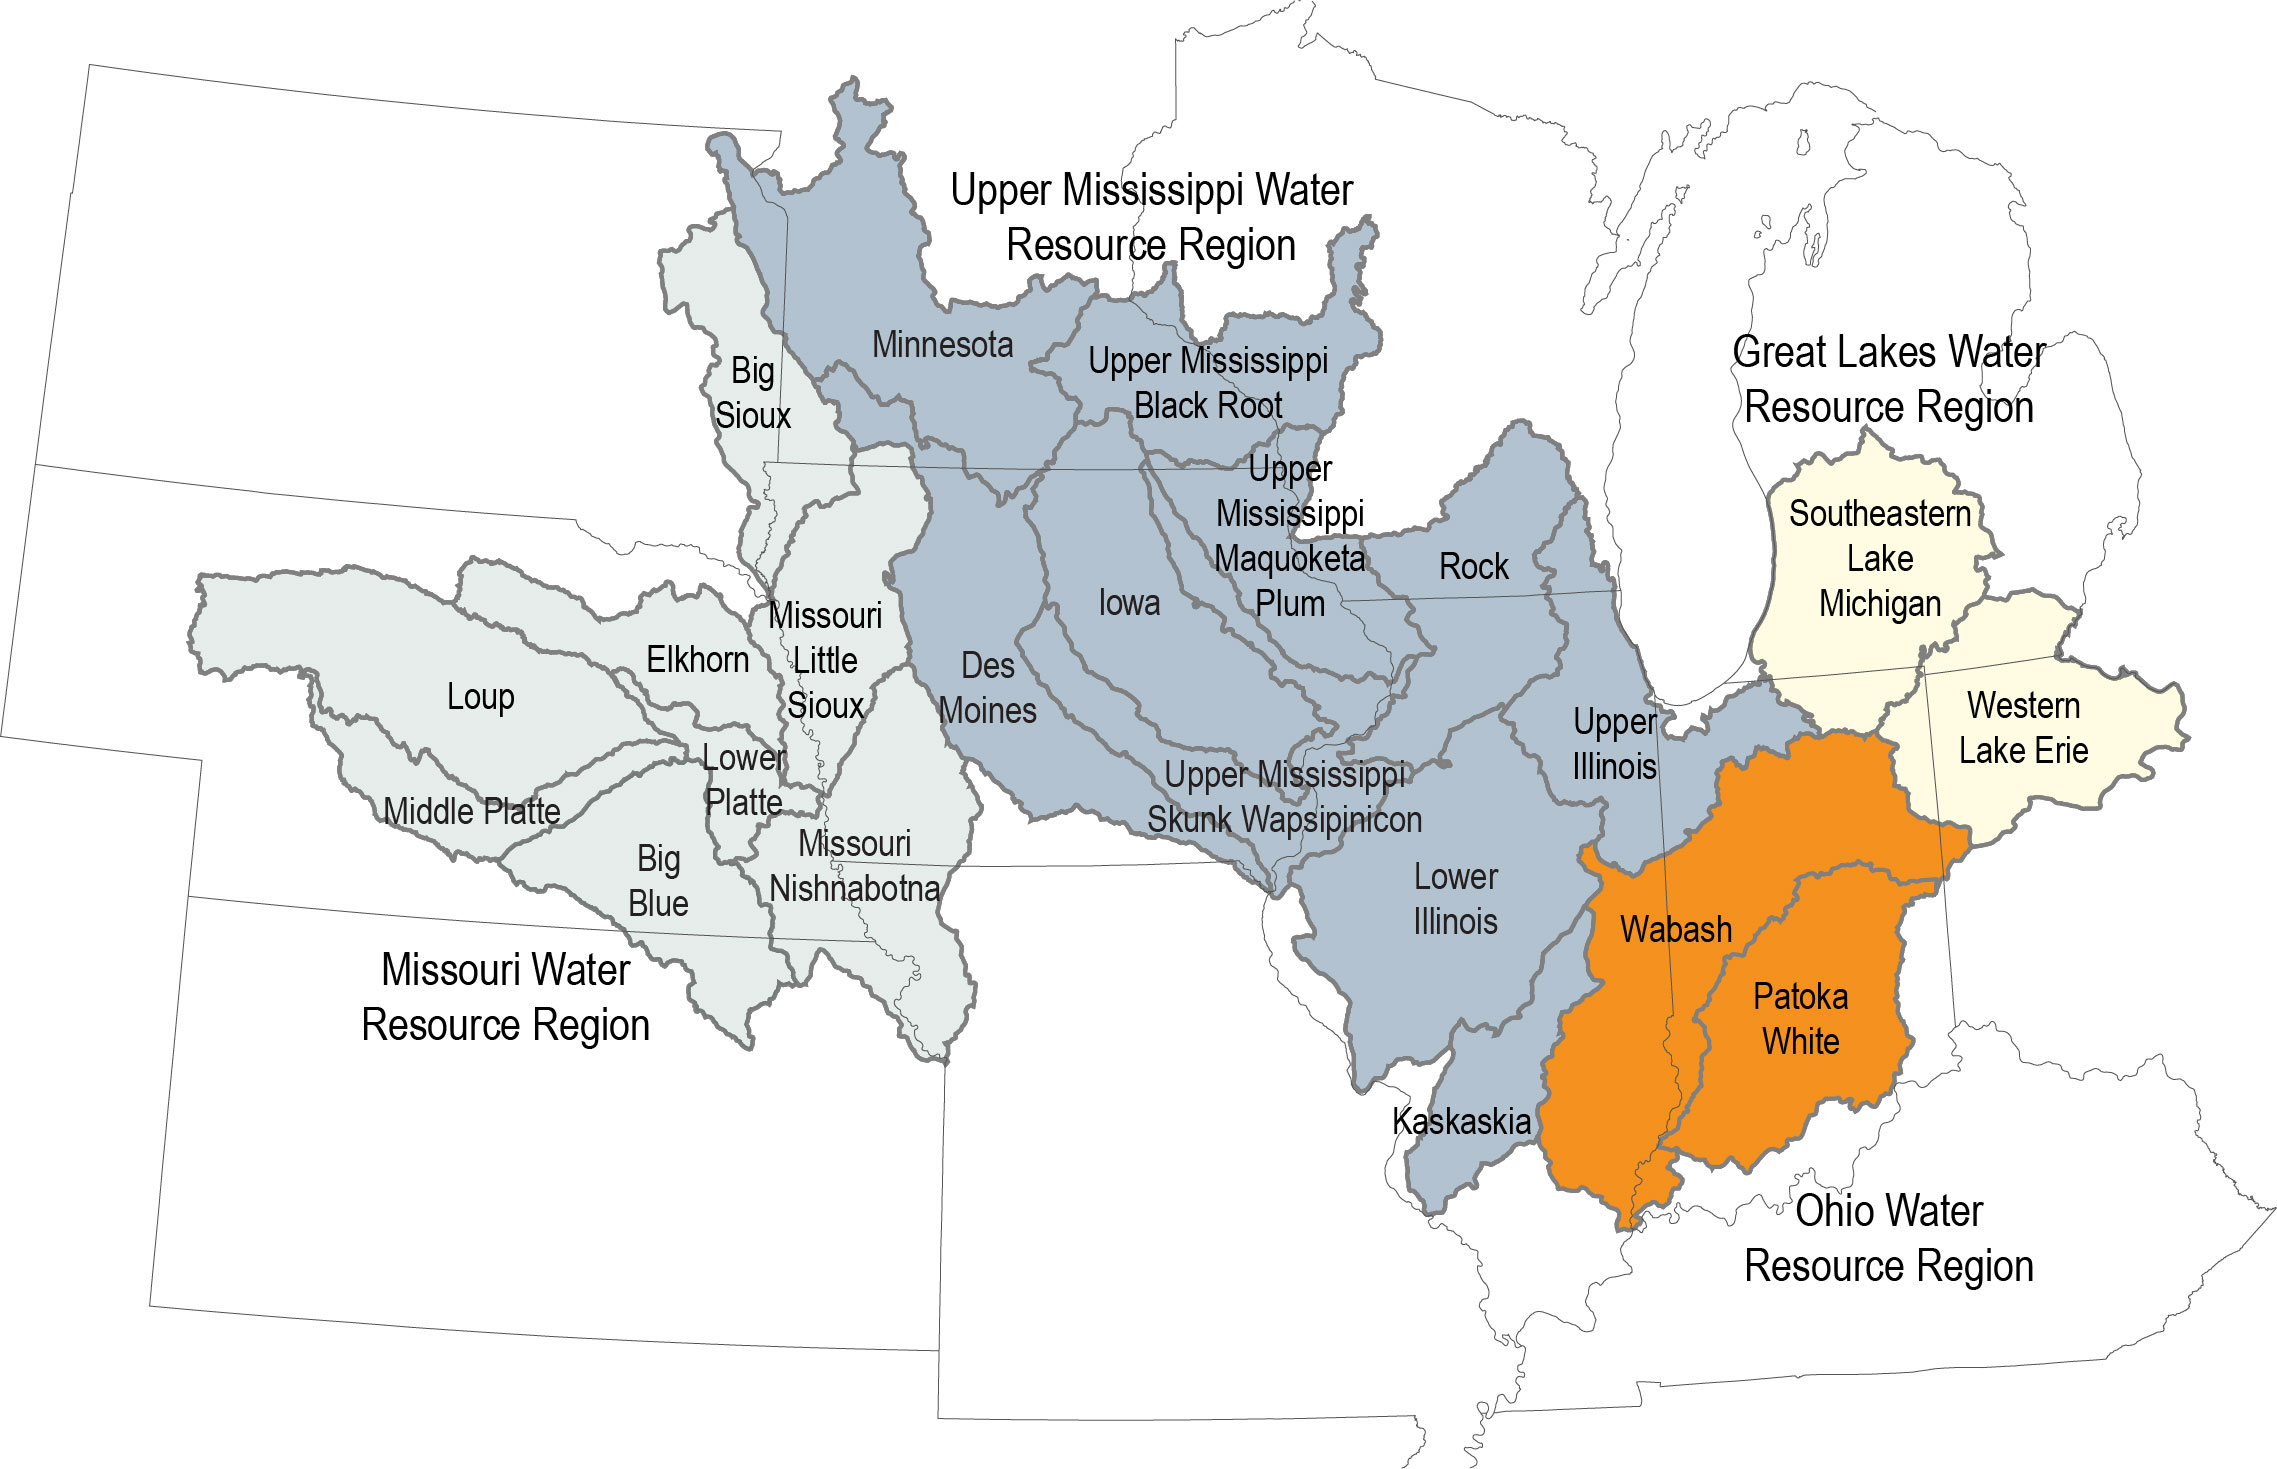 Upper Mississippi Water
Resource Region
Minnesota
Upper Mississippi
Black Root
Great Lakes Water
Resource Region
Big
Sioux
Upper
Mississippi
Maquoketa
Plum
Southeastern
Lake
Michigan
Rock
Iowa
Missouri
Little
Sioux
Elkhorn
Loup
Des
Moines
Western
Lake Erie
Upper
Illinois
Lower
Platte
Middle Platte
Upper Mississippi
Skunk Wapsipinicon
Missouri
Nishnabotna
Big
Blue
Lower
Illinois
Wabash
Missouri Water
Resource Region
Patoka
White
Kaskaskia
Ohio Water
Resource Region